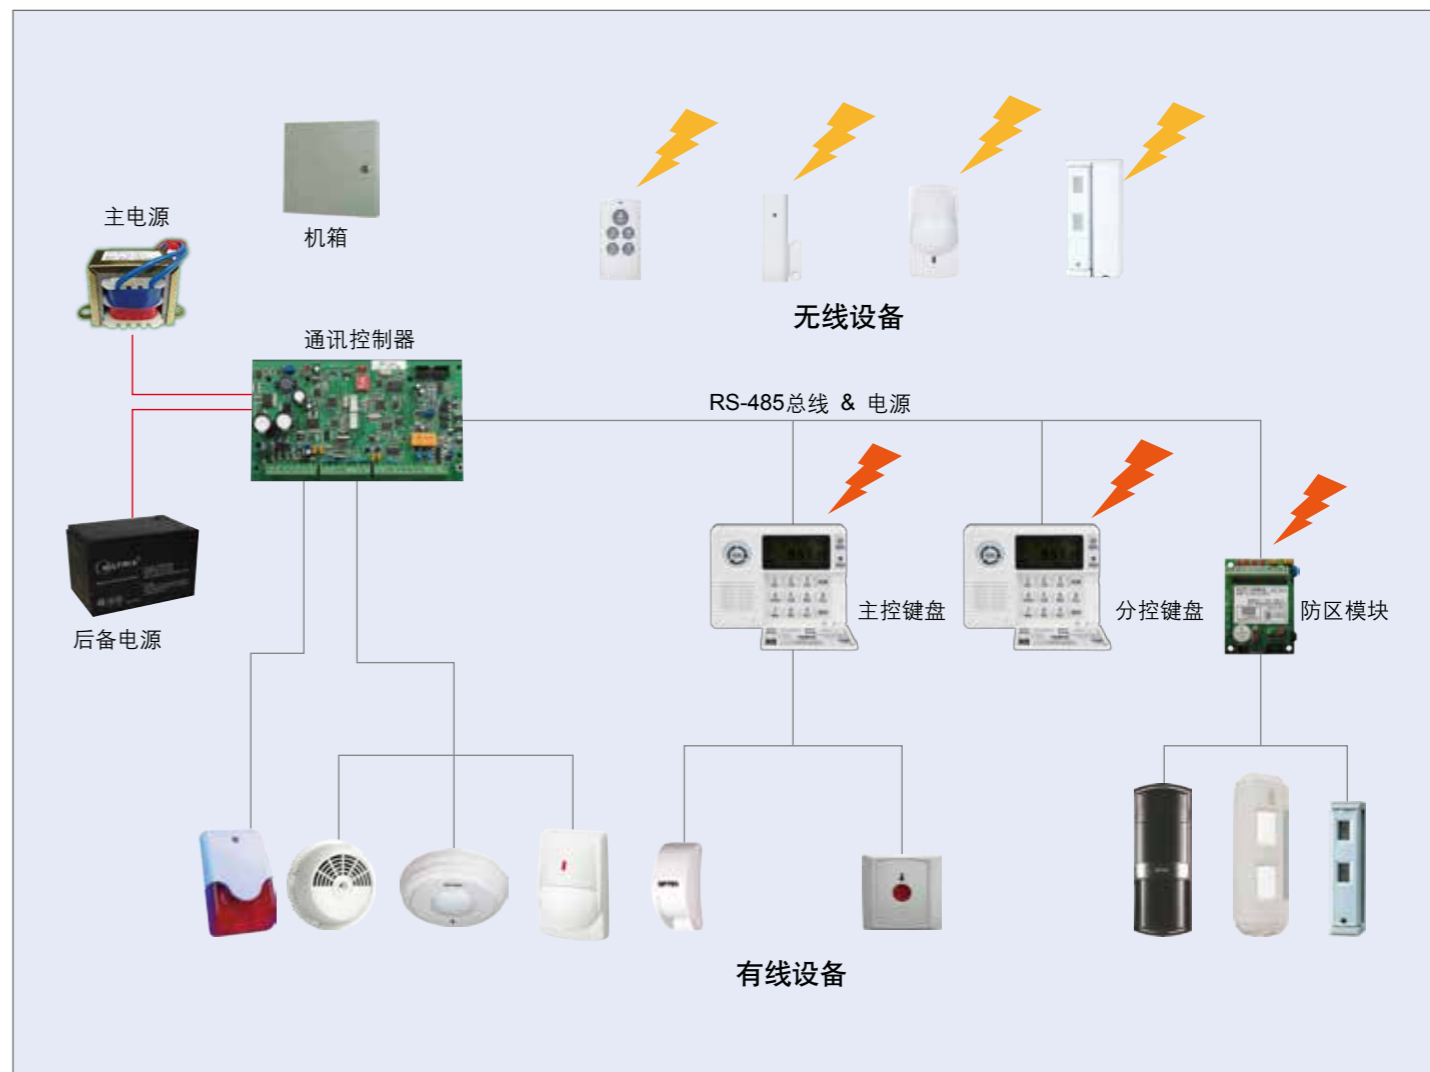 主电源
机箱
无线设备
通讯控制器
RS-485总线 & 电源
后备电源
主控键盘
分控键盘
防区模块
有线设备